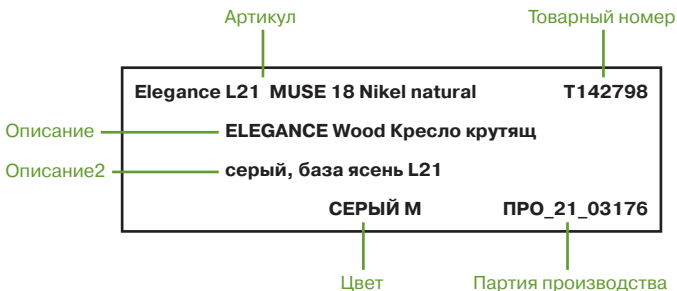 Артикул Товарный номер
Elegance L21 MUSE 18 Nikel natural T142798
Описание ELEGANCE Wood Кресло крутящ
Описание2 серый, база ясень L21
СЕРЫЙ М ПРО_21_03176
Цвет Партия производства